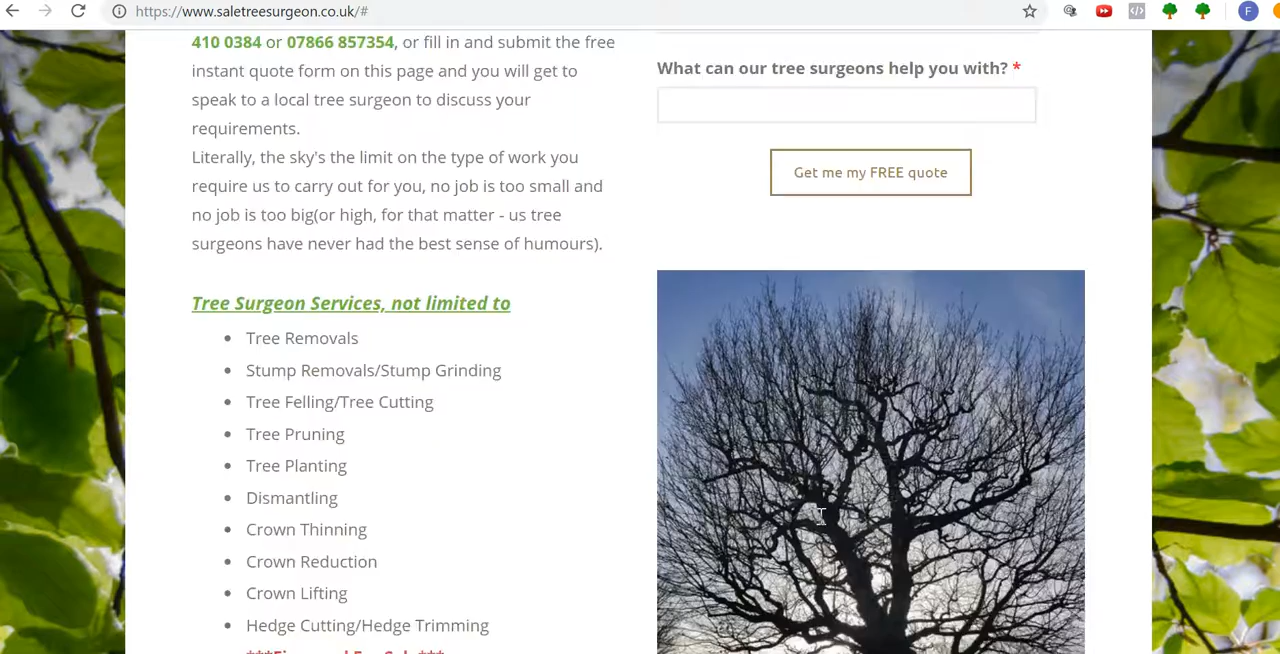 https://www.saletreesurgeon.co.uk/#
F
410 0384 or 07866 857354, or fill in and submit the free
instant quote form on this page and you will get to
speak to a local tree surgeon to discuss your
requirements.
Literally, the sky's the limit on the type of work you
require us to carry out for you, no job is too small and
no job is too big(or high, for that matter - us tree
surgeons have never had the best sense of humours).
Tree Surgeon Services, not limited to
Tree Removals
Stump Removals/Stump Grinding
Tree Felling/Tree Cutting
Tree Pruning
Tree Planting
Dismantling
Crown Thinning
Crown Reduction
Crown Lifting
Hedge Cutting/Hedge Trimming
What can our tree surgeons help you with? *
Get me my FREE quote